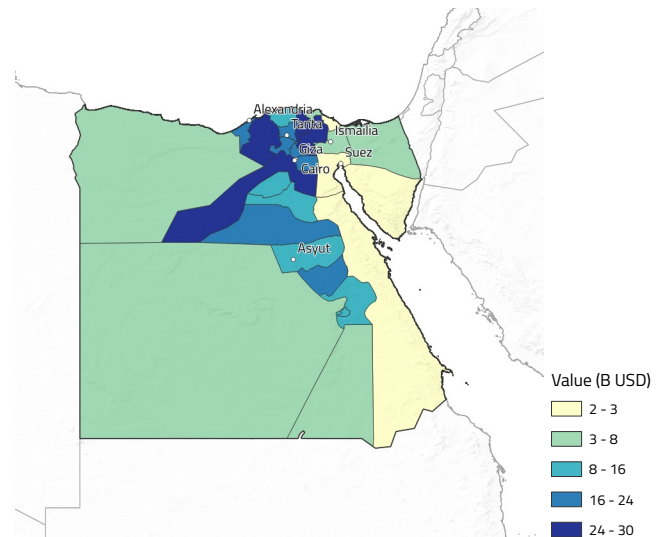 Alexandria
Tanta
Ismailia
Giza
Suez
Cairo
Asyut
Value (B USD)
2 - 3
3 - 8
8 - 16
16 - 24
24 - 30